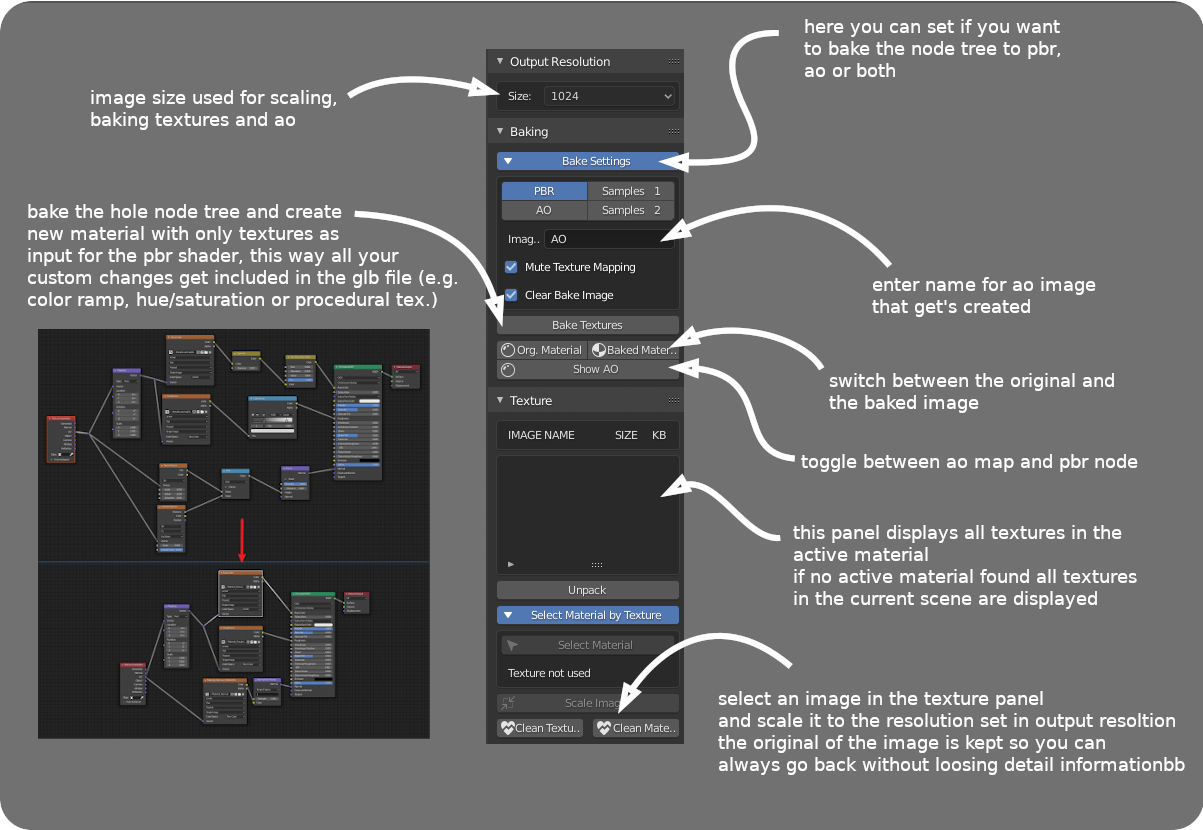 here you can set if you want
to bake the node tree to pbr,
ao or both
image size used for scaling,
baking textures and ao
bake the hole node tree and create
new material with only textures as
input for the pbr shader, this way all your
custom changes get included in the glb file (e.g.
color ramp, hue/saturation or procedural tex.)
Output Resolution
Size: 1024
Baking
Bake Settings
PBR Samples 1
AO Samples 2
Imag.. AO
Mute Texture Mapping
Clear Bake Image
Bake Textures
Org. Material Baked Mater..
Show AO
Texture
IMAGE NAME SIZE KB
Unpack
Select Material by Texture
Select Material
Texture not used
Scale Imag
Clean Textu.. Clean Mate..
enter name for ao image
that get's created
switch between the original and
the baked image
toggle between ao map and pbr node
this panel displays all textures in the
active material
if no active material found all textures
in the current scene are displayed
select an image in the texture panel
and scale it to the resolution set in output resoltion
the original of the image is kept so you can
always go back without loosing detail informationbb